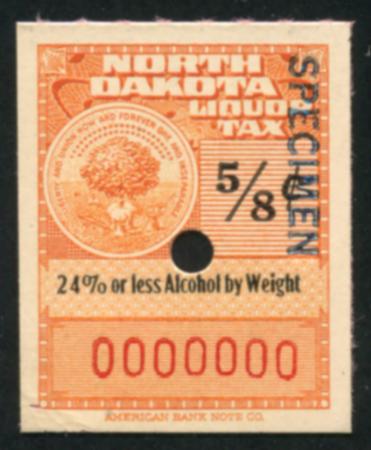 NORTH
DAKOTA
LIQUOR
TAX
LIBERTY AND UNION NOW AND FOREVER ONE AND INSEPARABLE
5/8¢
SPECIMEN
24% or less Alcohol by Weight
0000000
AMERICAN BANK NOTE CO.